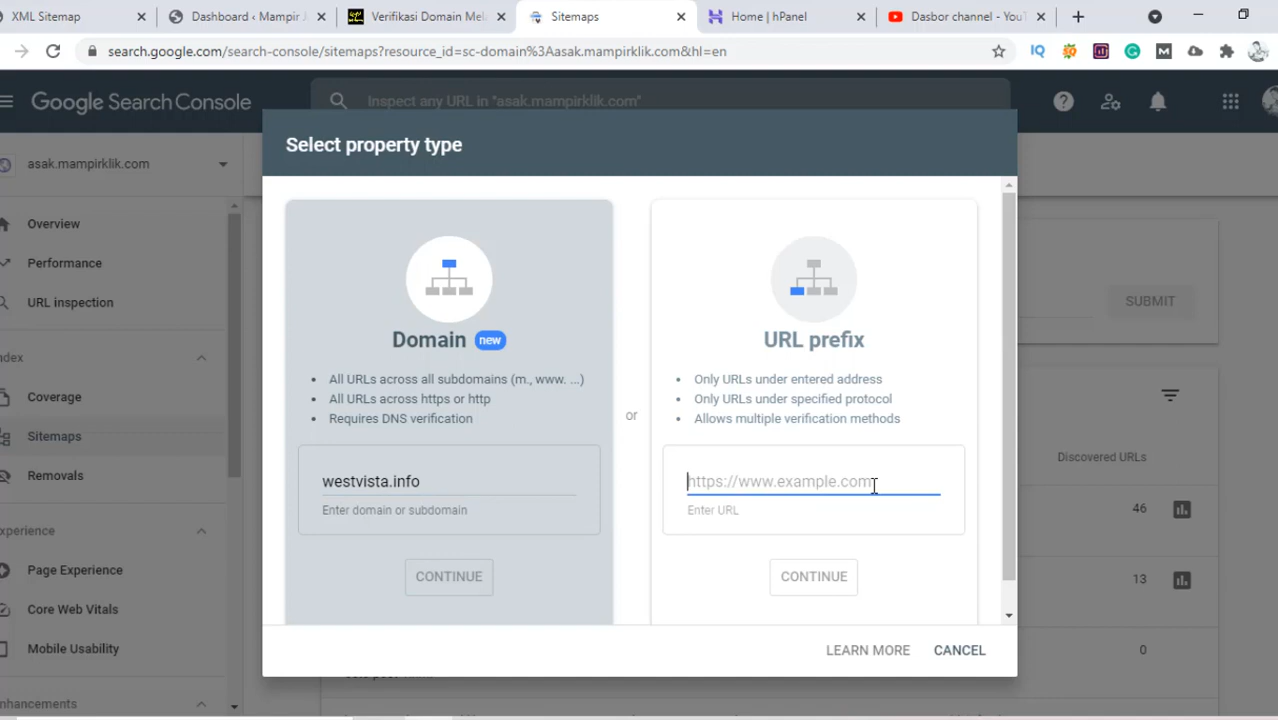 XML Sitemap
Dashboard ‹ Mampir J
Verifikasi Domain Mel
Sitemaps
Home | hPanel
Dasbor channel - YouT
search.google.com/search-console/sitemaps?resource_id=sc-domain%3Aasak.mampirklik.com&hl=en
IQ
M
Google Search Console
Inspect any URL in "asak.mampirklik.com"
Select property type
asak.mampirklik.com
Overview
Performance
URL inspection
ndex
Coverage
Sitemaps
Removals
xperience
Page Experience
Core Web Vitals
Mobile Usability
nhancements
Domain new
All URLs across all subdomains (m., www. ...)
All URLs across https or http
Requires DNS verification
westvista.info
Enter domain or subdomain
CONTINUE
or
URL prefix
Only URLs under entered address
Only URLs under specified protocol
Allows multiple verification methods
https://www.example.com
Enter URL
CONTINUE
LEARN MORE
CANCEL
SUBMIT
Discovered URLs
46
13
0